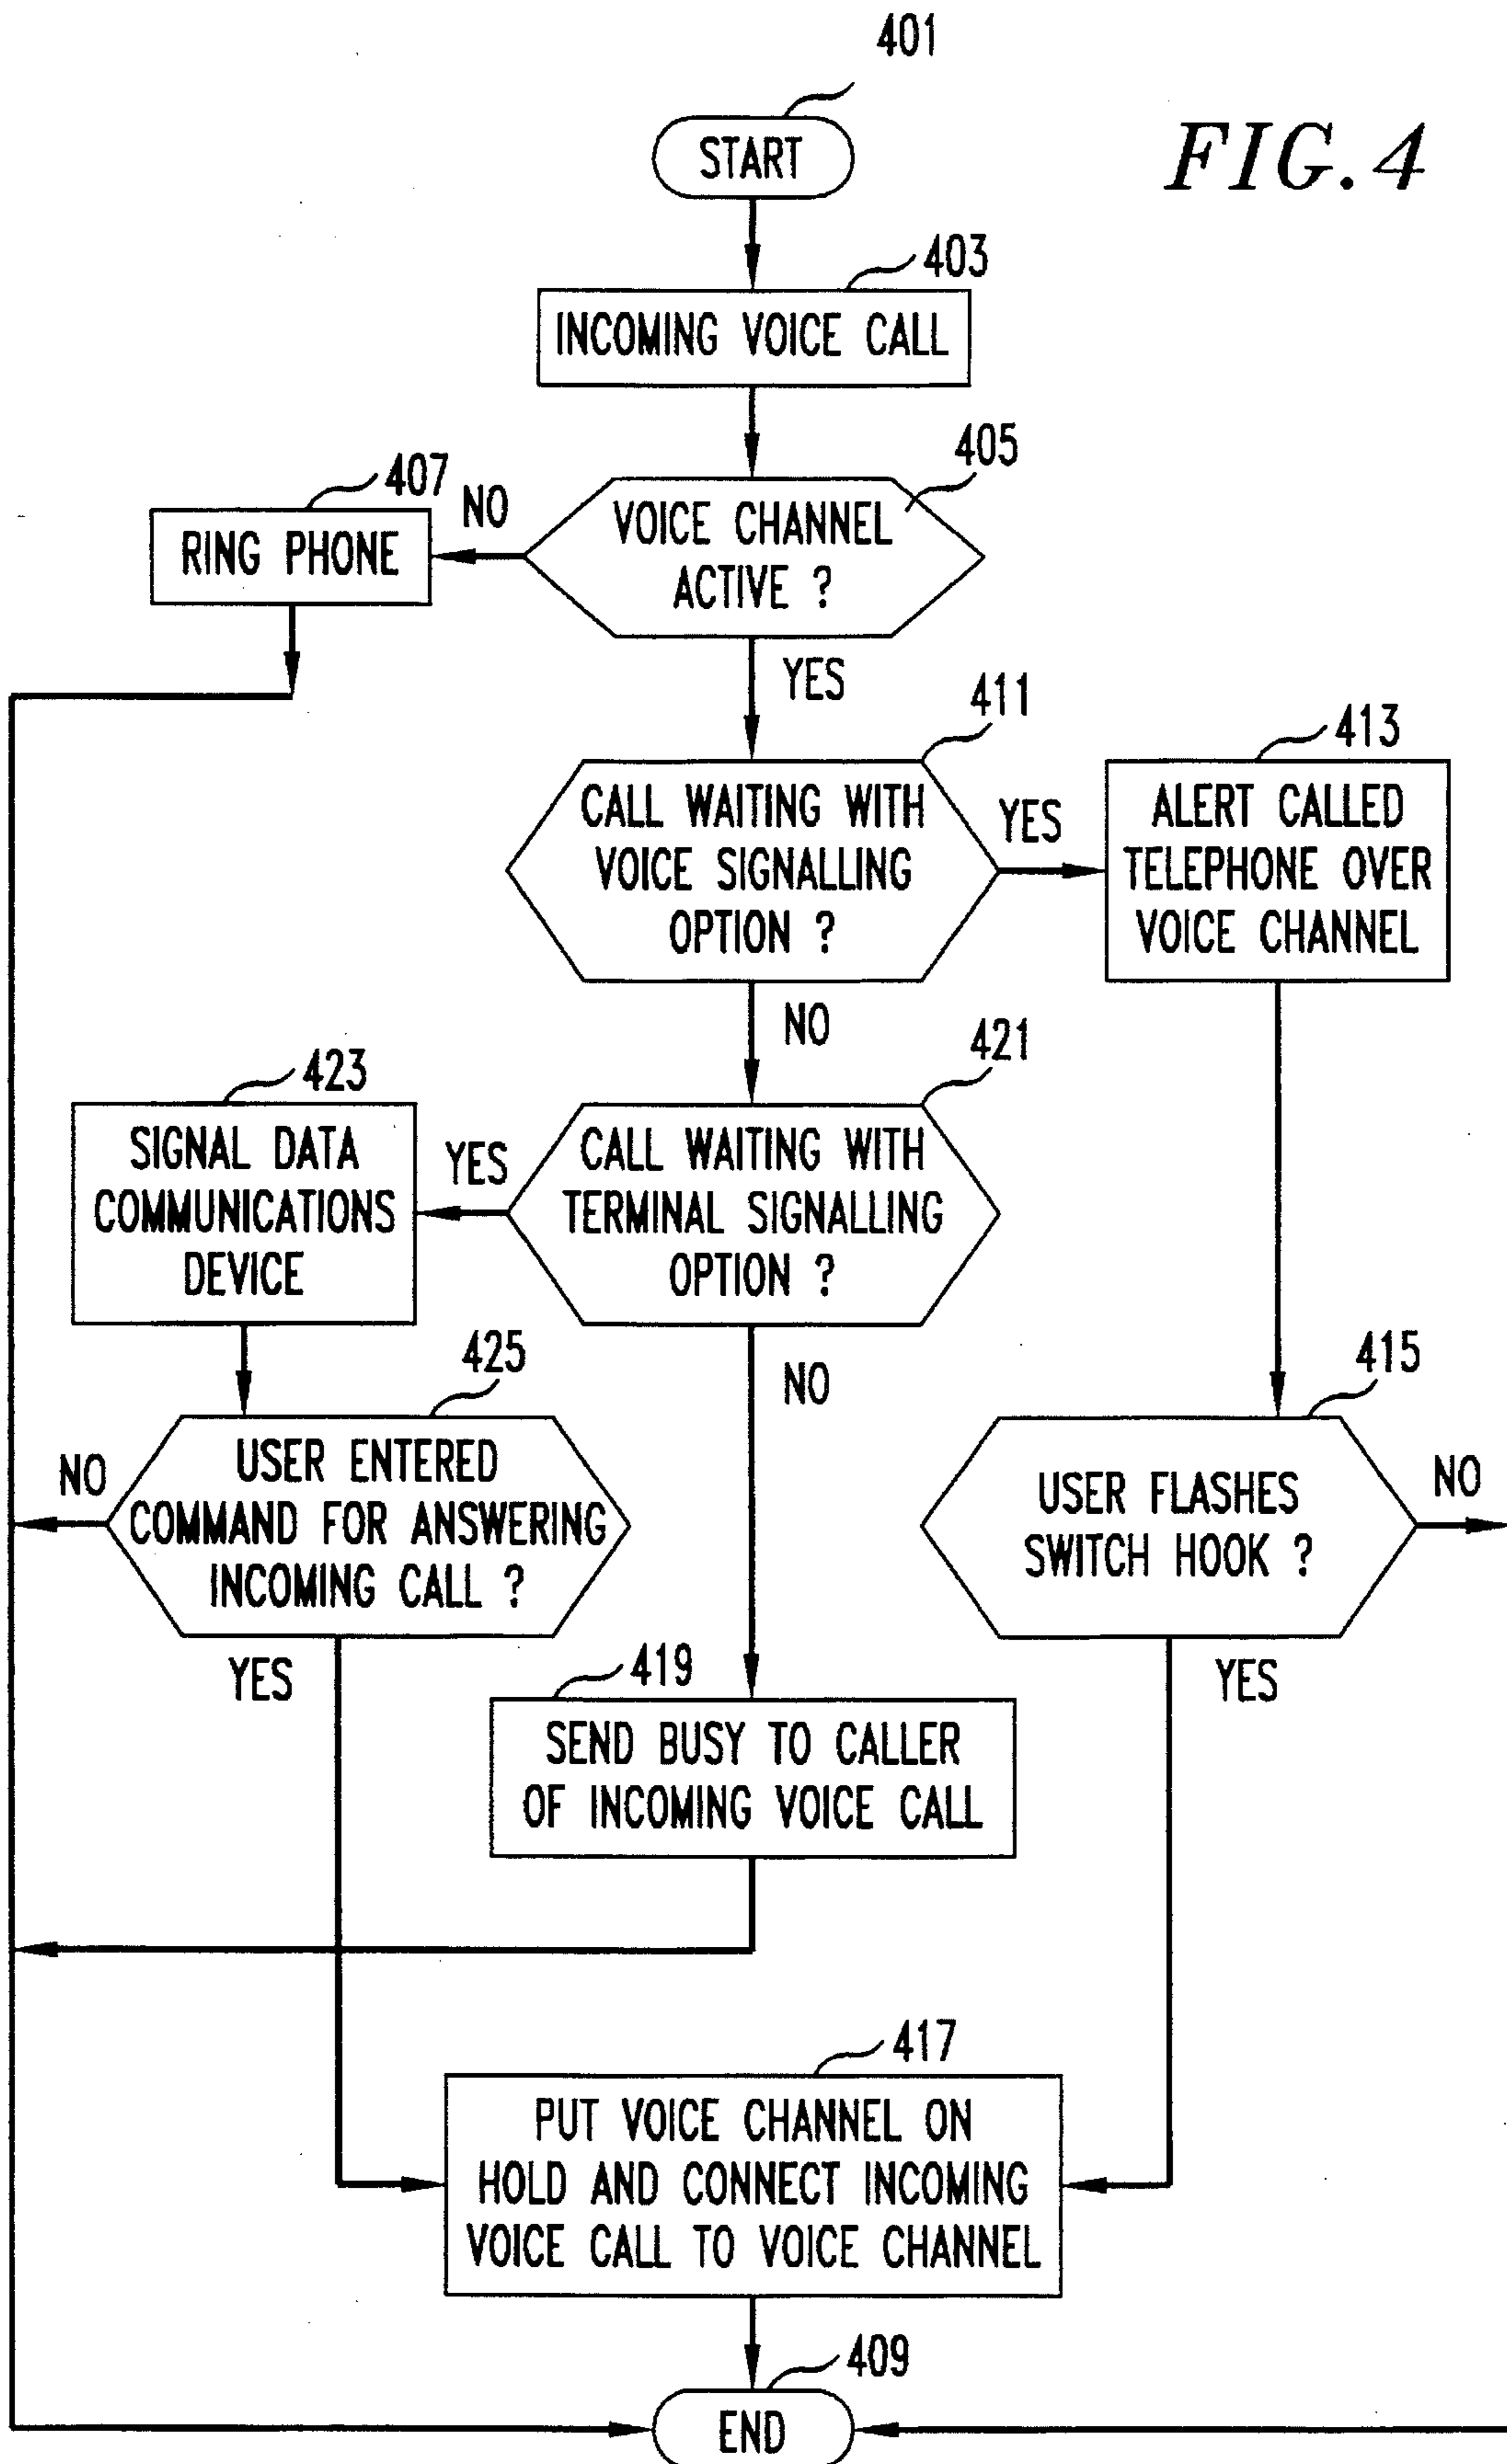 401
START
FIG. 4
403
INCOMING VOICE CALL
405
407
NO
VOICE CHANNEL
ACTIVE ?
RING PHONE
YES
411
413
CALL WAITING WITH
VOICE SIGNALLING
OPTION ?
YES
ALERT CALLED
TELEPHONE OVER
VOICE CHANNEL
NO
421
423
SIGNAL DATA
COMMUNICATIONS
DEVICE
YES
CALL WAITING WITH
TERMINAL SIGNALLING
OPTION ?
425
NO
415
NO
USER ENTERED
COMMAND FOR ANSWERING
INCOMING CALL ?
USER FLASHES
SWITCH HOOK ?
NO
YES
419
YES
SEND BUSY TO CALLER
OF INCOMING VOICE CALL
417
PUT VOICE CHANNEL ON
HOLD AND CONNECT INCOMING
VOICE CALL TO VOICE CHANNEL
409
END